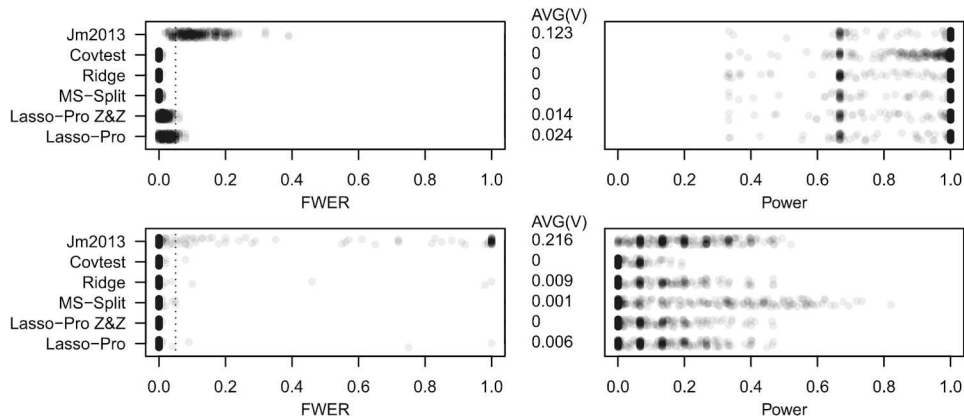 AVG(V)
Jm2013 0.123
Covtest 0
Ridge 0
MS−Split 0
Lasso−Pro Z&Z 0.014
Lasso−Pro 0.024
0.0 0.2 0.4 0.6 0.8 1.0 0.0 0.2 0.4 0.6 0.8 1.0
FWER Power
AVG(V)
Jm2013 0.216
Covtest 0
Ridge 0.009
MS−Split 0.001
Lasso−Pro Z&Z 0
Lasso−Pro 0.006
0.0 0.2 0.4 0.6 0.8 1.0 0.0 0.2 0.4 0.6 0.8 1.0
FWER Power